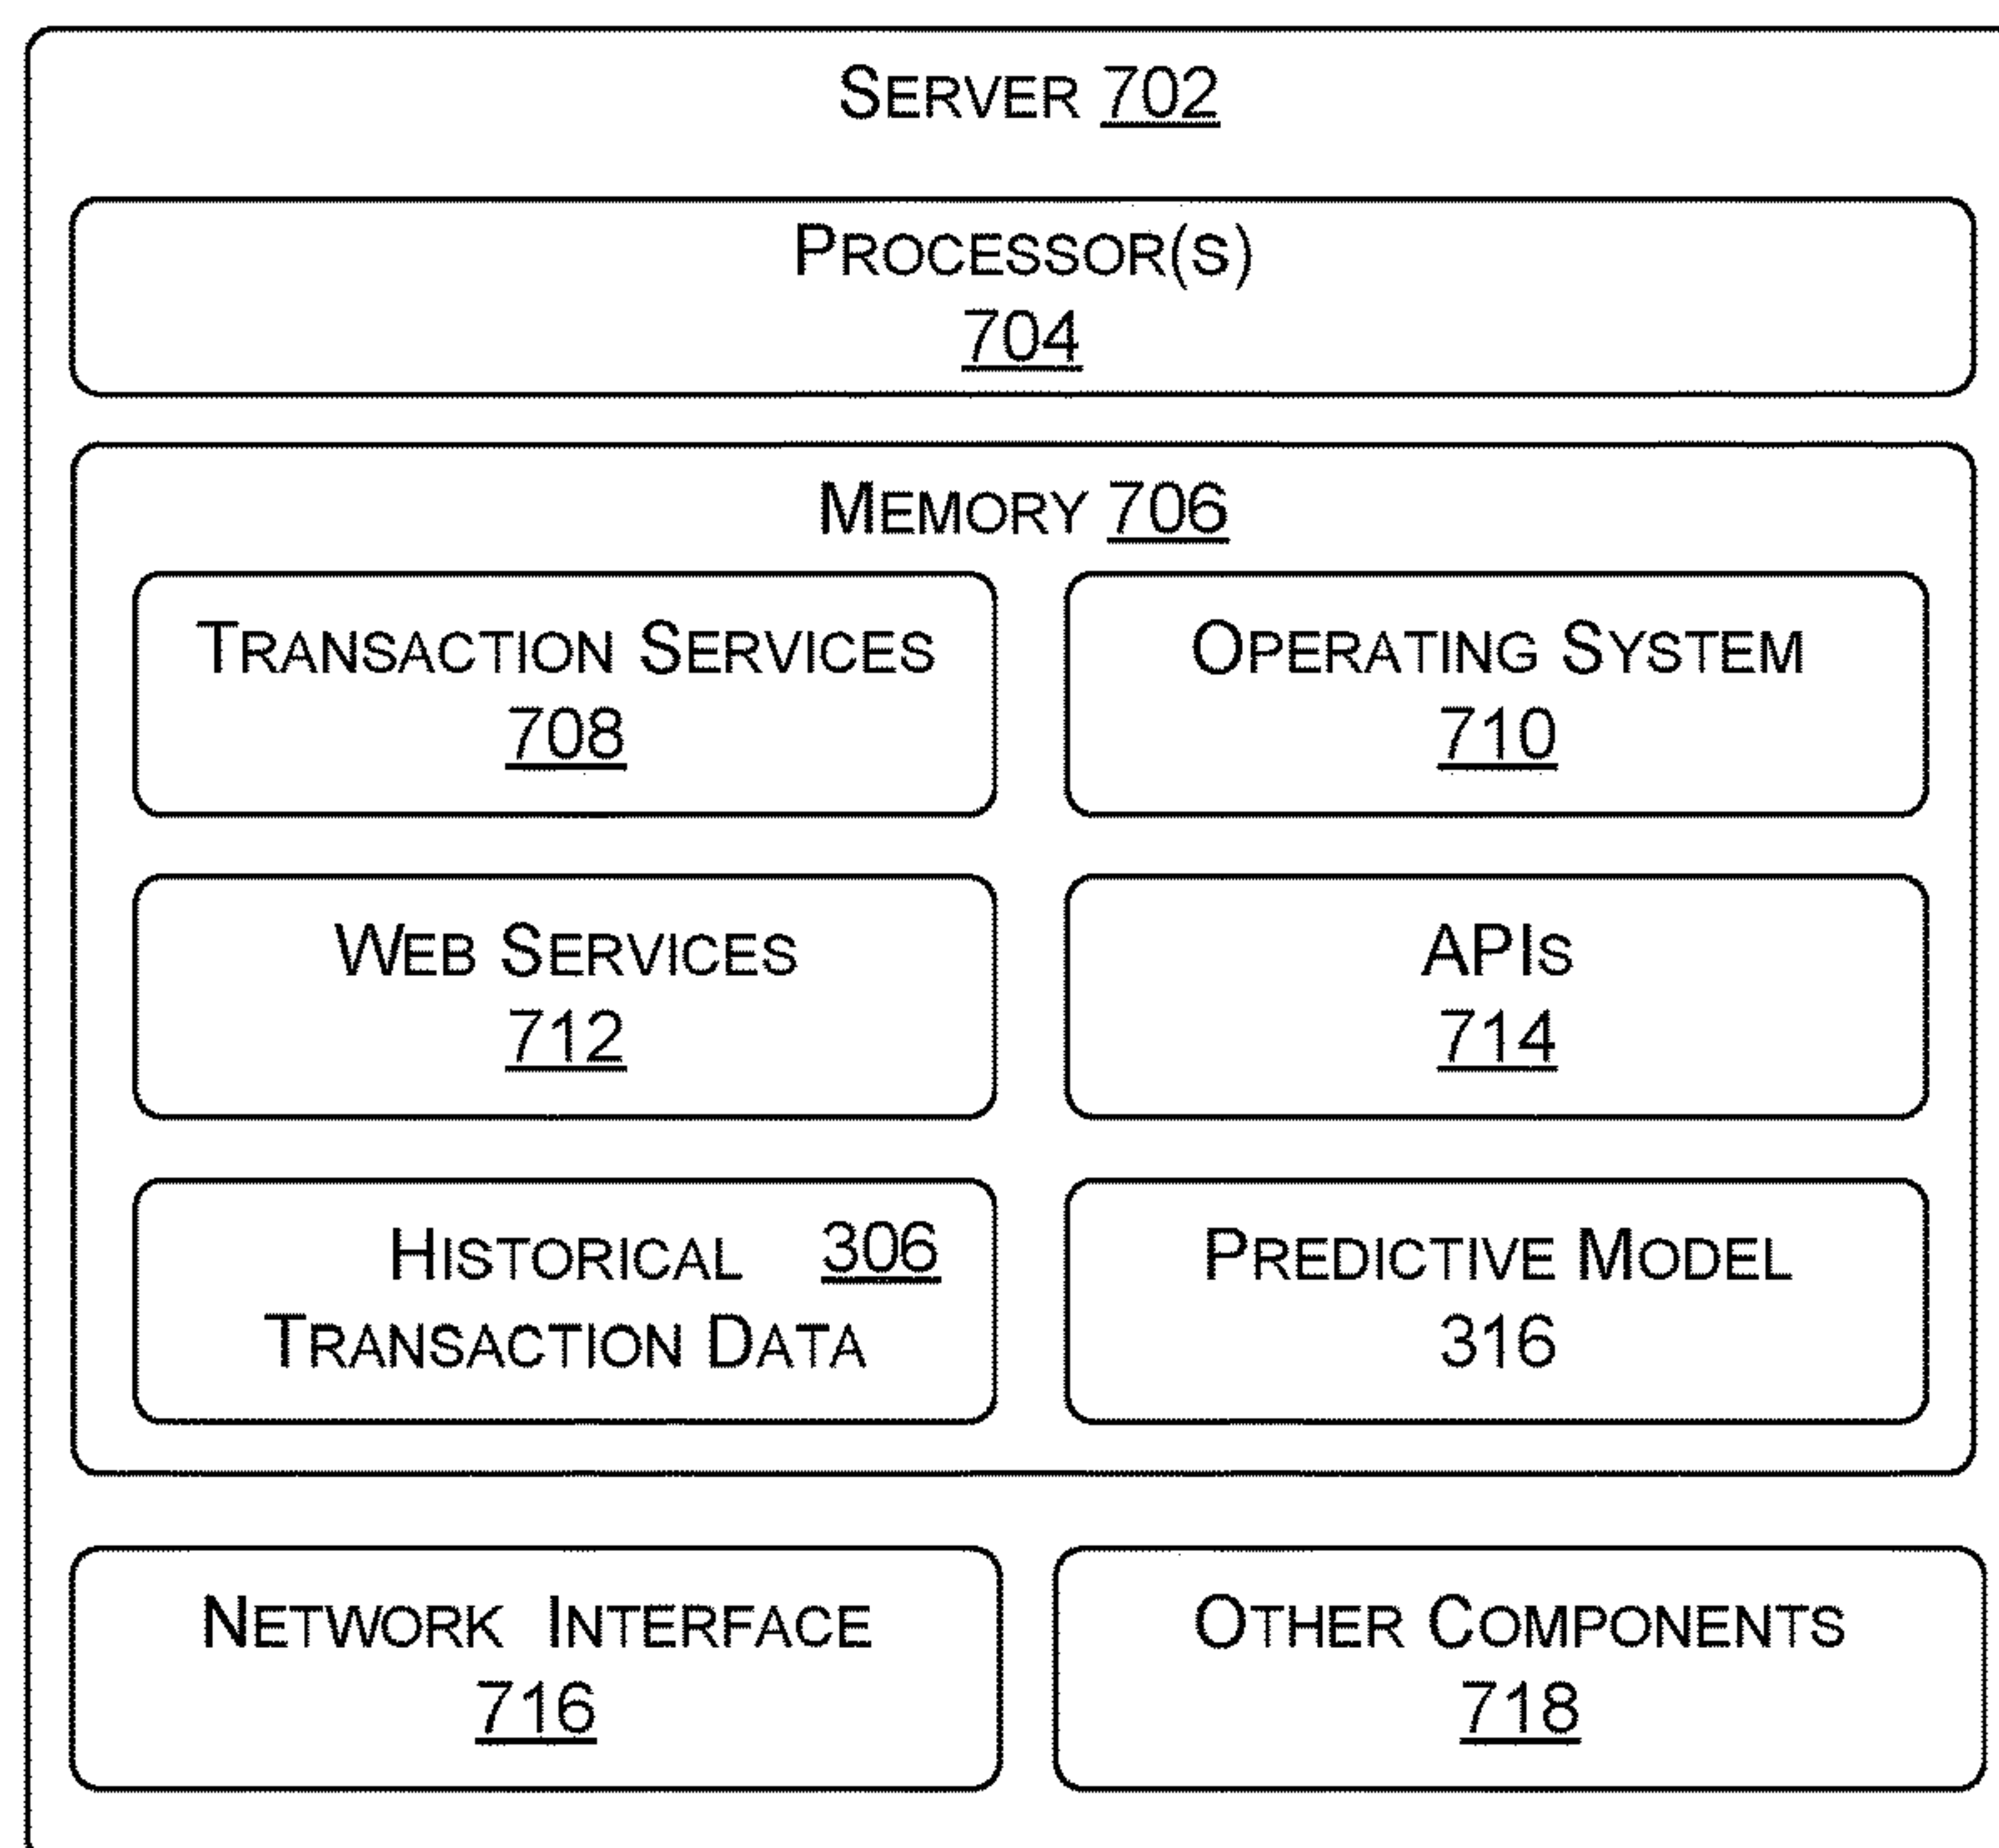 SERVER 702
PROCESSOR(S)
704
MEMORY 706
TRANSACTION SERVICES
708
OPERATING SYSTEM
710
WEB SERVICES
712
APIS
714
HISTORICAL 306
TRANSACTION DATA
PREDICTIVE MODEL
316
NETWORK INTERFACE
716
OTHER COMPONENTS
718